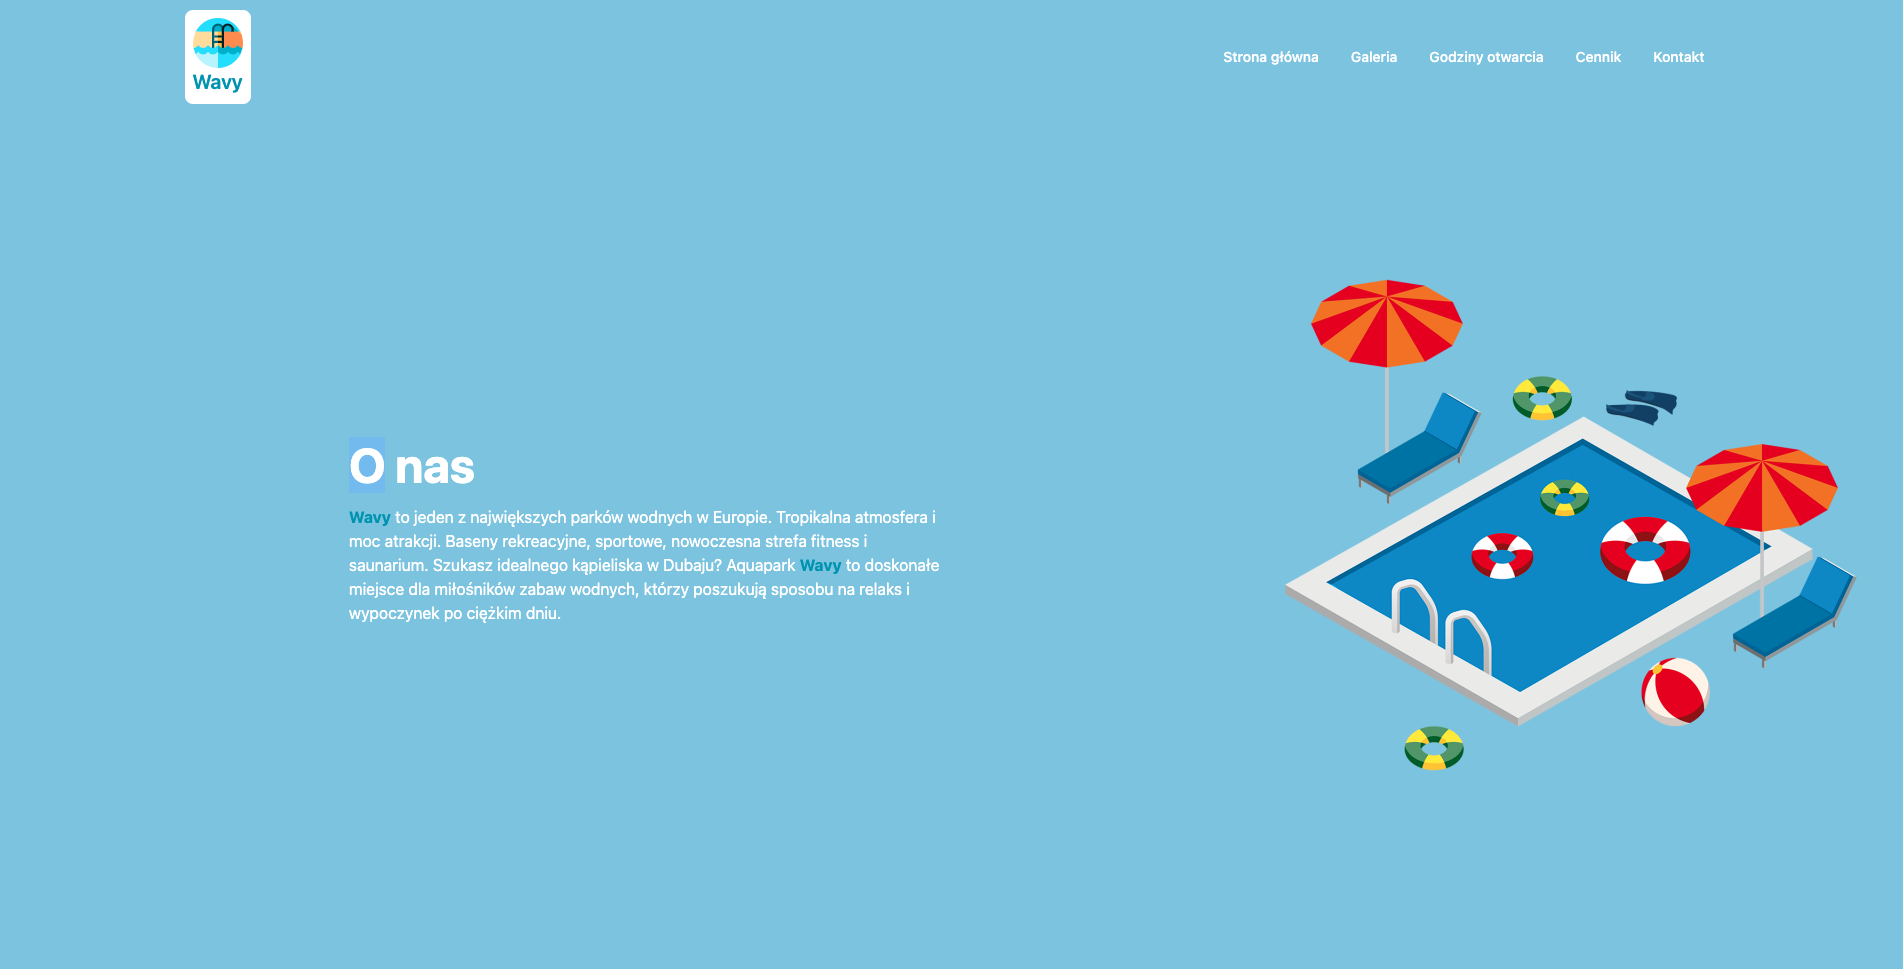 Wavy
Strona główna Galeria Godziny otwarcia Cennik Kontakt
O nas
Wavy to jeden z największych parków wodnych w Europie. Tropikalna atmosfera i
moc atrakcji. Baseny rekreacyjne, sportowe, nowoczesna strefa fitness i
saunarium. Szukasz idealnego kąpieliska w Dubaju? Aquapark Wavy to doskonałe
miejsce dla miłośników zabaw wodnych, którzy poszukują sposobu na relaks i
wypoczynek po ciężkim dniu.